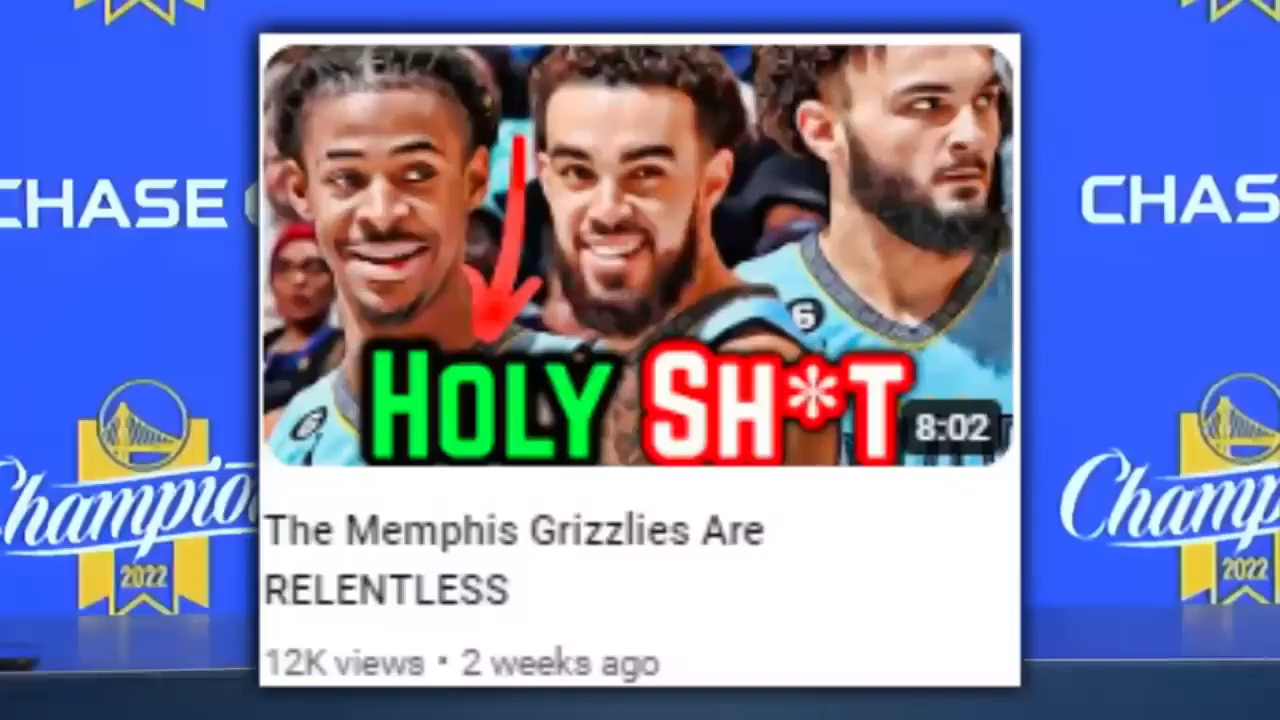 CHASE
CHAS
HOLY SH*T
6
8:02
The Memphis Grizzlies Are
RELENTLESS
12K views • 2 weeks ago
Champio
2022
Champ
2022